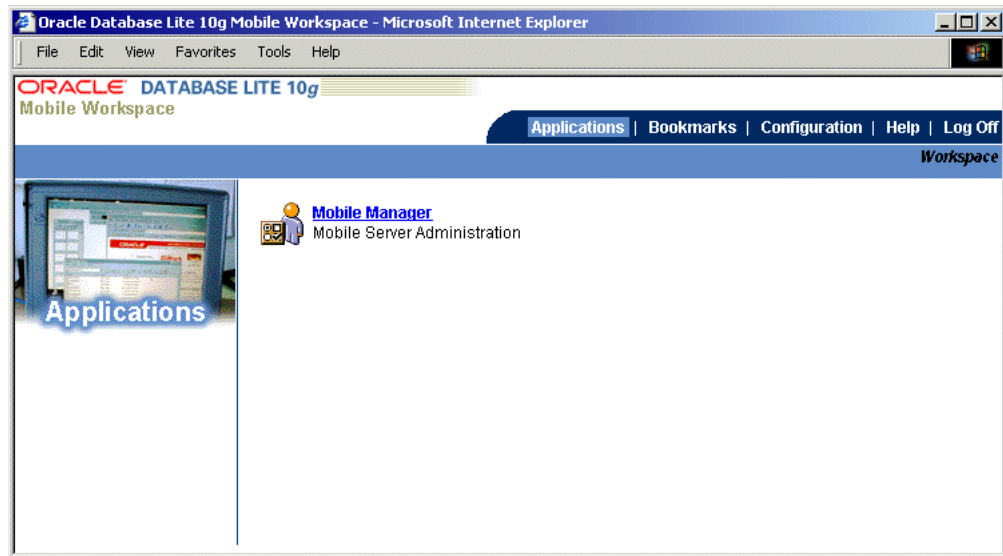 Oracle Database Lite 10g Mobile Workspace - Microsoft Internet Explorer
File Edit View Favorites Tools Help
ORACLE DATABASE LITE 10g
Mobile Workspace
Applications | Bookmarks | Configuration | Help | Log Off
Workspace
Mobile Manager
Mobile Server Administration
ORACLE
Applications